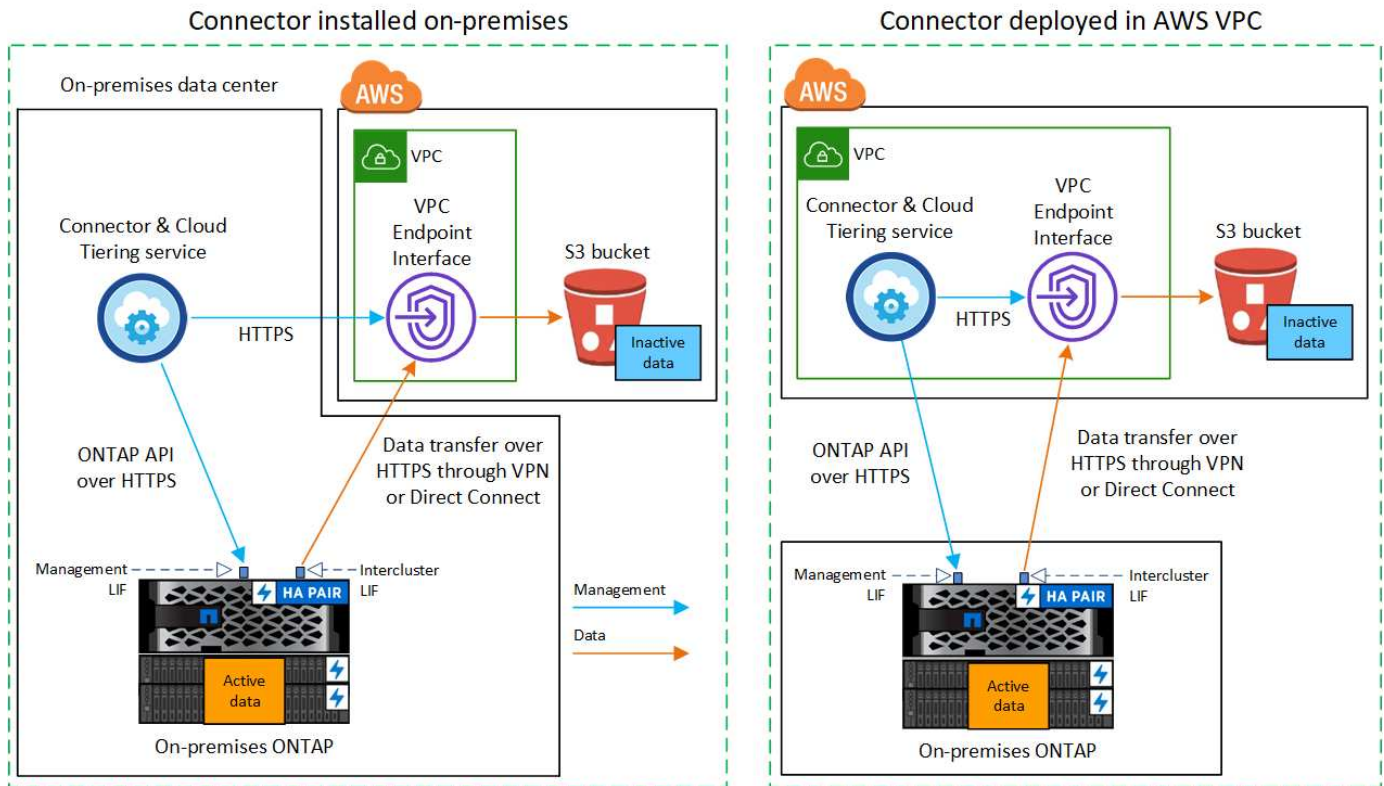 Connector installed on-premises
On-premises data center
AWS
VPC
VPC
Endpoint
Interface
Connector & Cloud
Tiering service
S3 bucket
HTTPS
Inactive
data
ONTAP API
over HTTPS
Data transfer over
HTTPS through VPN
or Direct Connect
Management
LIF
Intercluster
LIF
HA PAIR
Active
data
On-premises ONTAP
Management
Data
Connector deployed in AWS VPC
AWS
VPC
Connector & Cloud
Tiering service
VPC
Endpoint
Interface
S3 bucket
HTTPS
Inactive
data
ONTAP API
over HTTPS
Data transfer over
HTTPS through VPN
or Direct Connect
Management
LIF
Intercluster
LIF
HA PAIR
Active
data
On-premises ONTAP